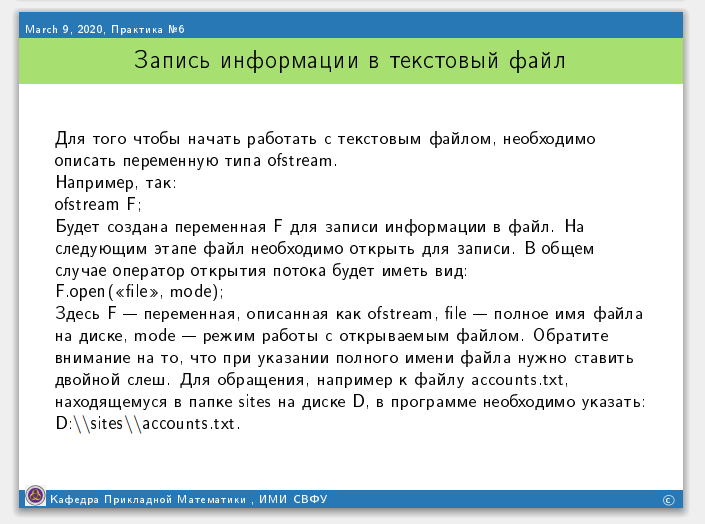 March 9, 2020, Практика №6
Запись информации в текстовый файл
Для того чтобы начать работать с текстовым файлом, необходимо
описать переменную типа ofstream.
Например, так:
ofstream F;
Будет создана переменная F для записи информации в файл. На
следующим этапе файл необходимо открыть для записи. В общем
случае оператор открытия потока будет иметь вид:
F.open(«file», mode);
Здесь F — переменная, описанная как ofstream, file — полное имя файла
на диске, mode — режим работы с открываемым файлом. Обратите
внимание на то, что при указании полного имени файла нужно ставить
двойной слеш. Для обращения, например к файлу accounts.txt,
находящемуся в папке sites на диске D, в программе необходимо указать:
D:\\sites\\accounts.txt.
Кафедра Прикладной Математики , ИМИ СВФУ ©